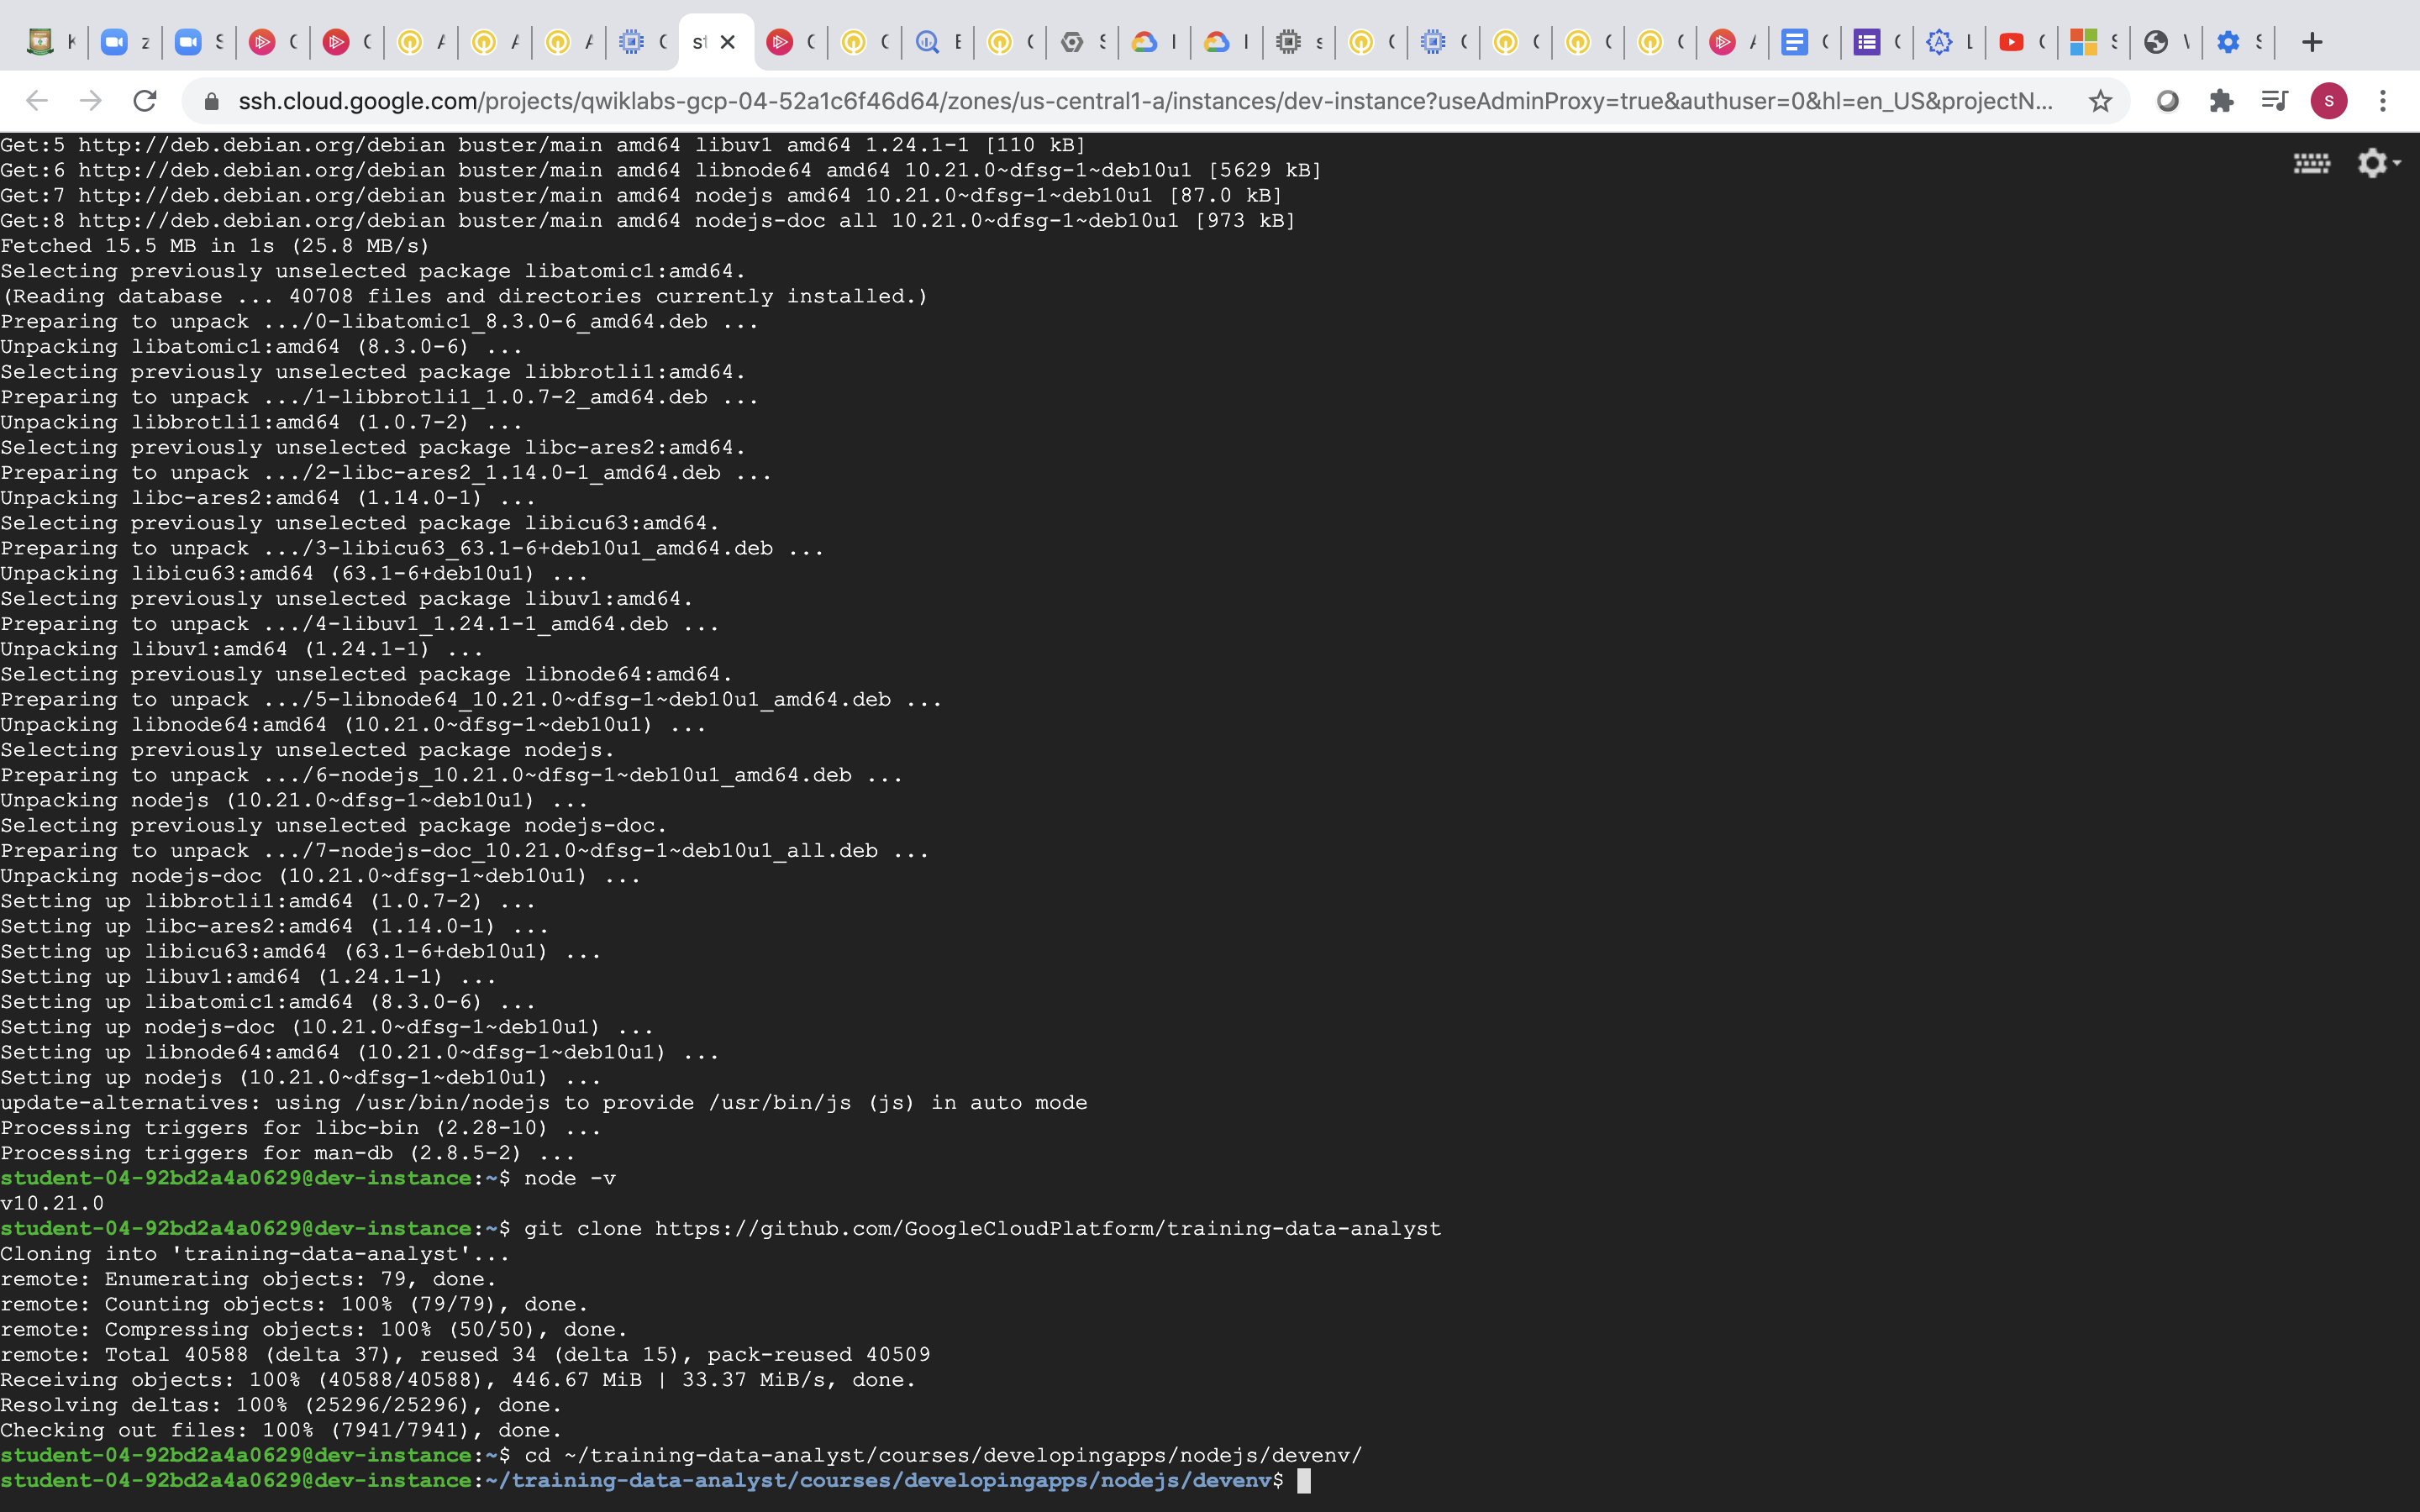 ssh.cloud.google.com/projects/qwiklabs-gcp-04-52a1c6f46d64/zones/us-central1-a/instances/dev-instance?useAdminProxy=true&authuser=0&hl=en_US&projectN...
S
Get:5 http://deb.debian.org/debian buster/main amd64 libuv1 amd64 1.24.1-1 [110 kB]
Get:6 http://deb.debian.org/debian buster/main amd64 libnode64 amd64 10.21.0~dfsg-1~deb10u1 [5629 kB]
Get:7 http://deb.debian.org/debian buster/main amd64 nodejs amd64 10.21.0~dfsg-1~deb10u1 [87.0 kB]
Get:8 http://deb.debian.org/debian buster/main amd64 nodejs-doc all 10.21.0~dfsg-1~deb10u1 [973 kB]
Fetched 15.5 MB in 1s (25.8 MB/s)
Selecting previously unselected package libatomic1:amd64.
(Reading database ... 40708 files and directories currently installed.)
Preparing to unpack .../0-libatomic1_8.3.0-6_amd64.deb ...
Unpacking libatomic1:amd64 (8.3.0-6) ...
Selecting previously unselected package libbrotli1:amd64.
Preparing to unpack .../1-libbrotli1_1.0.7-2_amd64.deb ...
Unpacking libbrotli1:amd64 (1.0.7-2) ...
Selecting previously unselected package libc-ares2:amd64.
Preparing to unpack .../2-libc-ares2_1.14.0-1_amd64.deb ...
Unpacking libc-ares2:amd64 (1.14.0-1) ...
Selecting previously unselected package libicu63:amd64.
Preparing to unpack .../3-libicu63_63.1-6+deb10u1_amd64.deb ...
Unpacking libicu63:amd64 (63.1-6+deb10u1) ...
Selecting previously unselected package libuv1:amd64.
Preparing to unpack .../4-libuv1_1.24.1-1_amd64.deb ...
Unpacking libuv1:amd64 (1.24.1-1) ...
Selecting previously unselected package libnode64:amd64.
Preparing to unpack .../5-libnode64_10.21.0~dfsg-1~deb10u1_amd64.deb ...
Unpacking libnode64:amd64 (10.21.0~dfsg-1~deb10u1) ...
Selecting previously unselected package nodejs.
Preparing to unpack .../6-nodejs_10.21.0~dfsg-1~deb10u1_amd64.deb ...
Unpacking nodejs (10.21.0~dfsg-1~deb10u1) ...
Selecting previously unselected package nodejs-doc.
Preparing to unpack .../7-nodejs-doc_10.21.0~dfsg-1~deb10u1_all.deb ...
Unpacking nodejs-doc (10.21.0~dfsg-1~deb10u1) ...
Setting up libbrotli1:amd64 (1.0.7-2) ...
Setting up libc-ares2:amd64 (1.14.0-1) ...
Setting up libicu63:amd64 (63.1-6+deb10u1) ...
Setting up libuv1:amd64 (1.24.1-1) ...
Setting up libatomic1:amd64 (8.3.0-6) ...
Setting up nodejs-doc (10.21.0~dfsg-1~deb10u1) ...
Setting up libnode64:amd64 (10.21.0~dfsg-1~deb10u1) ...
Setting up nodejs (10.21.0~dfsg-1~deb10u1) ...
update-alternatives: using /usr/bin/nodejs to provide /usr/bin/js (js) in auto mode
Processing triggers for libc-bin (2.28-10) ...
Processing triggers for man-db (2.8.5-2) ...
student-04-92bd2a4a0629@dev-instance:~$ node -v
v10.21.0
student-04-92bd2a4a0629@dev-instance:~$ git clone https://github.com/GoogleCloudPlatform/training-data-analyst
Cloning into 'training-data-analyst'...
remote: Enumerating objects: 79, done.
remote: Counting objects: 100% (79/79), done.
remote: Compressing objects: 100% (50/50), done.
remote: Total 40588 (delta 37), reused 34 (delta 15), pack-reused 40509
Receiving objects: 100% (40588/40588), 446.67 MiB | 33.37 MiB/s, done.
Resolving deltas: 100% (25296/25296), done.
Checking out files: 100% (7941/7941), done.
student-04-92bd2a4a0629@dev-instance:~$ cd ~/training-data-analyst/courses/developingapps/nodejs/devenv/
student-04-92bd2a4a0629@dev-instance:~/training-data-analyst/courses/developingapps/nodejs/devenv$